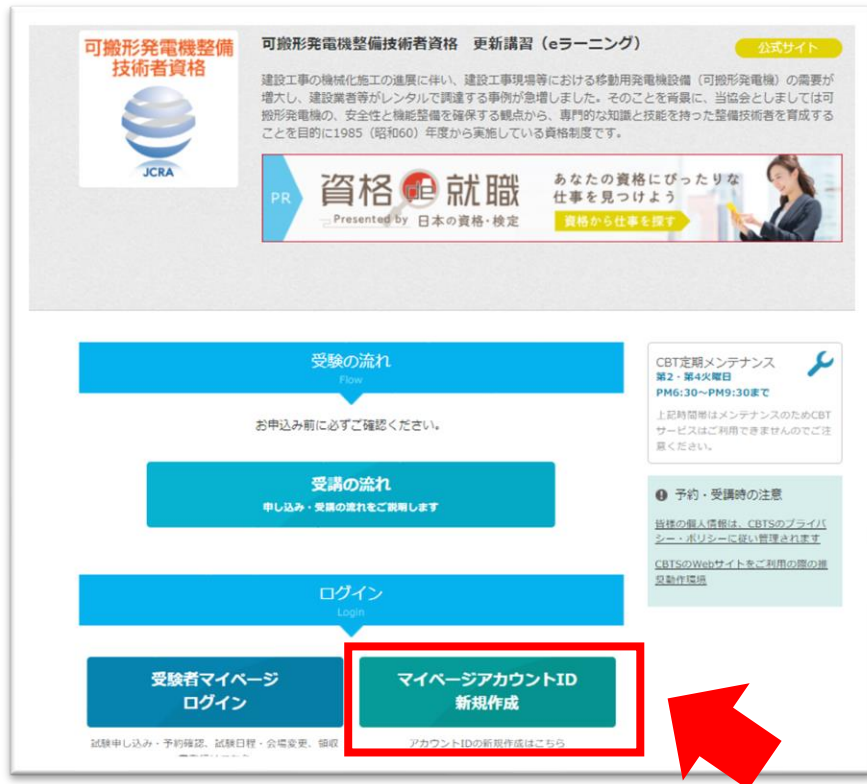 可搬形発電機整備
技術者資格
JCRA
可搬形発電機整備技術者資格 更新講習（eラーニング）
公式サイト
建設工事の機械化施工の進展に伴い、建設工事現場等における移動用発電機設備（可搬形発電機）の需要が
増大し、建設業者等がレンタルで調達する事例が急増しました。そのことを背景に、当協会としましては可
搬形発電機の、安全性と機能整備を確保する観点から、専門的な知識と技能を持った整備技術者を育成する
ことを目的に1985（昭和60）年度から実施している資格制度です。
PR
資格 de 就職
Presented by 日本の資格・検定
あなたの資格にぴったりな
仕事を見つけよう
資格から仕事を探す
受験の流れ
Flow
お申込み前に必ずご確認ください。
受講の流れ
申し込み・受講の流れをご説明します
ログイン
Login
受験者マイページ
ログイン
試験申し込み・予約確認、試験日程・会場変更、領収
マイページアカウントID
新規作成
アカウントIDの新規作成はこちら
CBT定期メンテナンス
第2・第4火曜日
PM6:30～PM9:30まで
上記時間帯はメンテナンスのためCBT
サービスはご利用できませんのでご注
意ください。
予約・受講時の注意
皆様の個人情報は、CBTSのプライバ
シー・ポリシーに従い管理されます
CBTSのWebサイトをご利用の際の推
奨動作環境